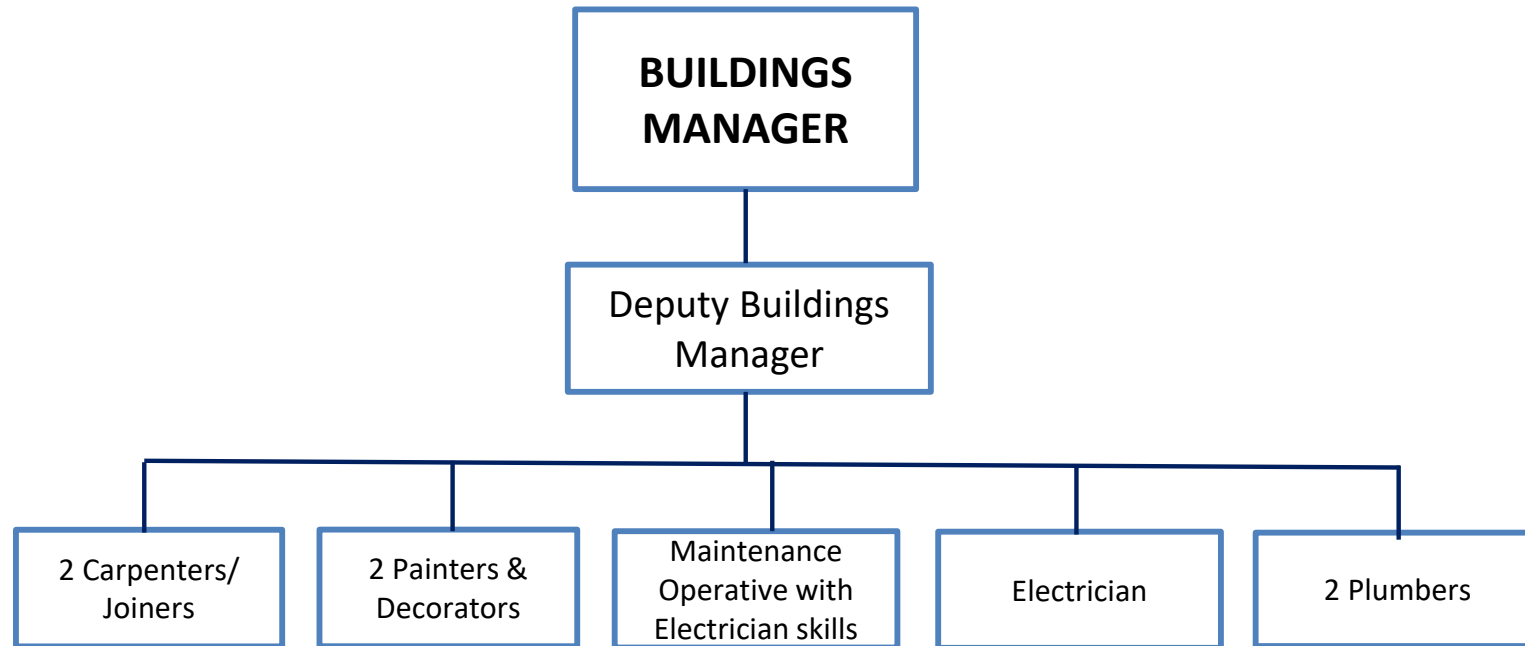 BUILDINGS
MANAGER
Deputy Buildings
Manager
2 Carpenters/
Joiners
2 Painters &
Decorators
Maintenance
Operative with
Electrician skills
Electrician
2 Plumbers